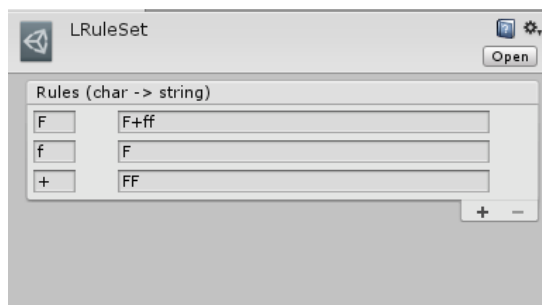 LRuleSet
Open
Rules (char -> string)
F F+ff
f F
+ FF
+ −